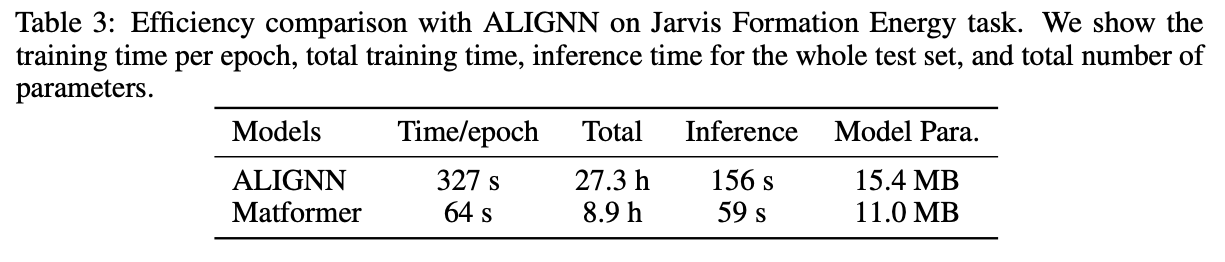 Table 3: Efficiency comparison with ALIGNN on Jarvis Formation Energy task. We show the
training time per epoch, total training time, inference time for the whole test set, and total number of
parameters.
Models Time/epoch Total Inference Model Para.
ALIGNN 327 s 27.3 h 156 s 15.4 MB
Matformer 64 s 8.9 h 59 s 11.0 MB